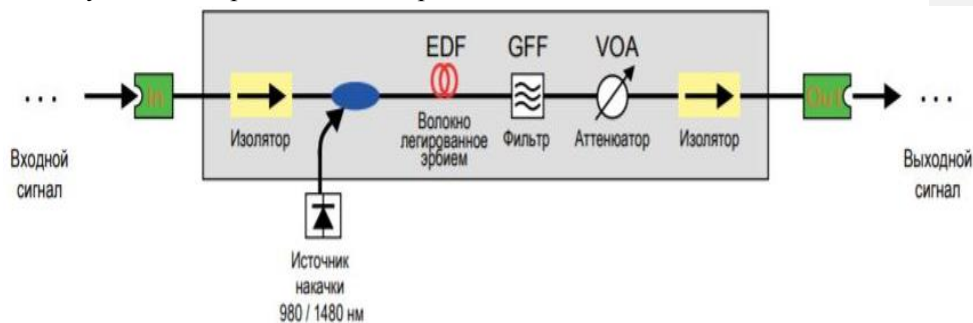 EDF GFF VOA
... In Out ...
Изолятор
Волокно
легированное
эрбием
Фильтр
Аттенюатор
Изолятор
Входной
сигнал
Выходной
сигнал
Источник
накачки
980 / 1480 нм